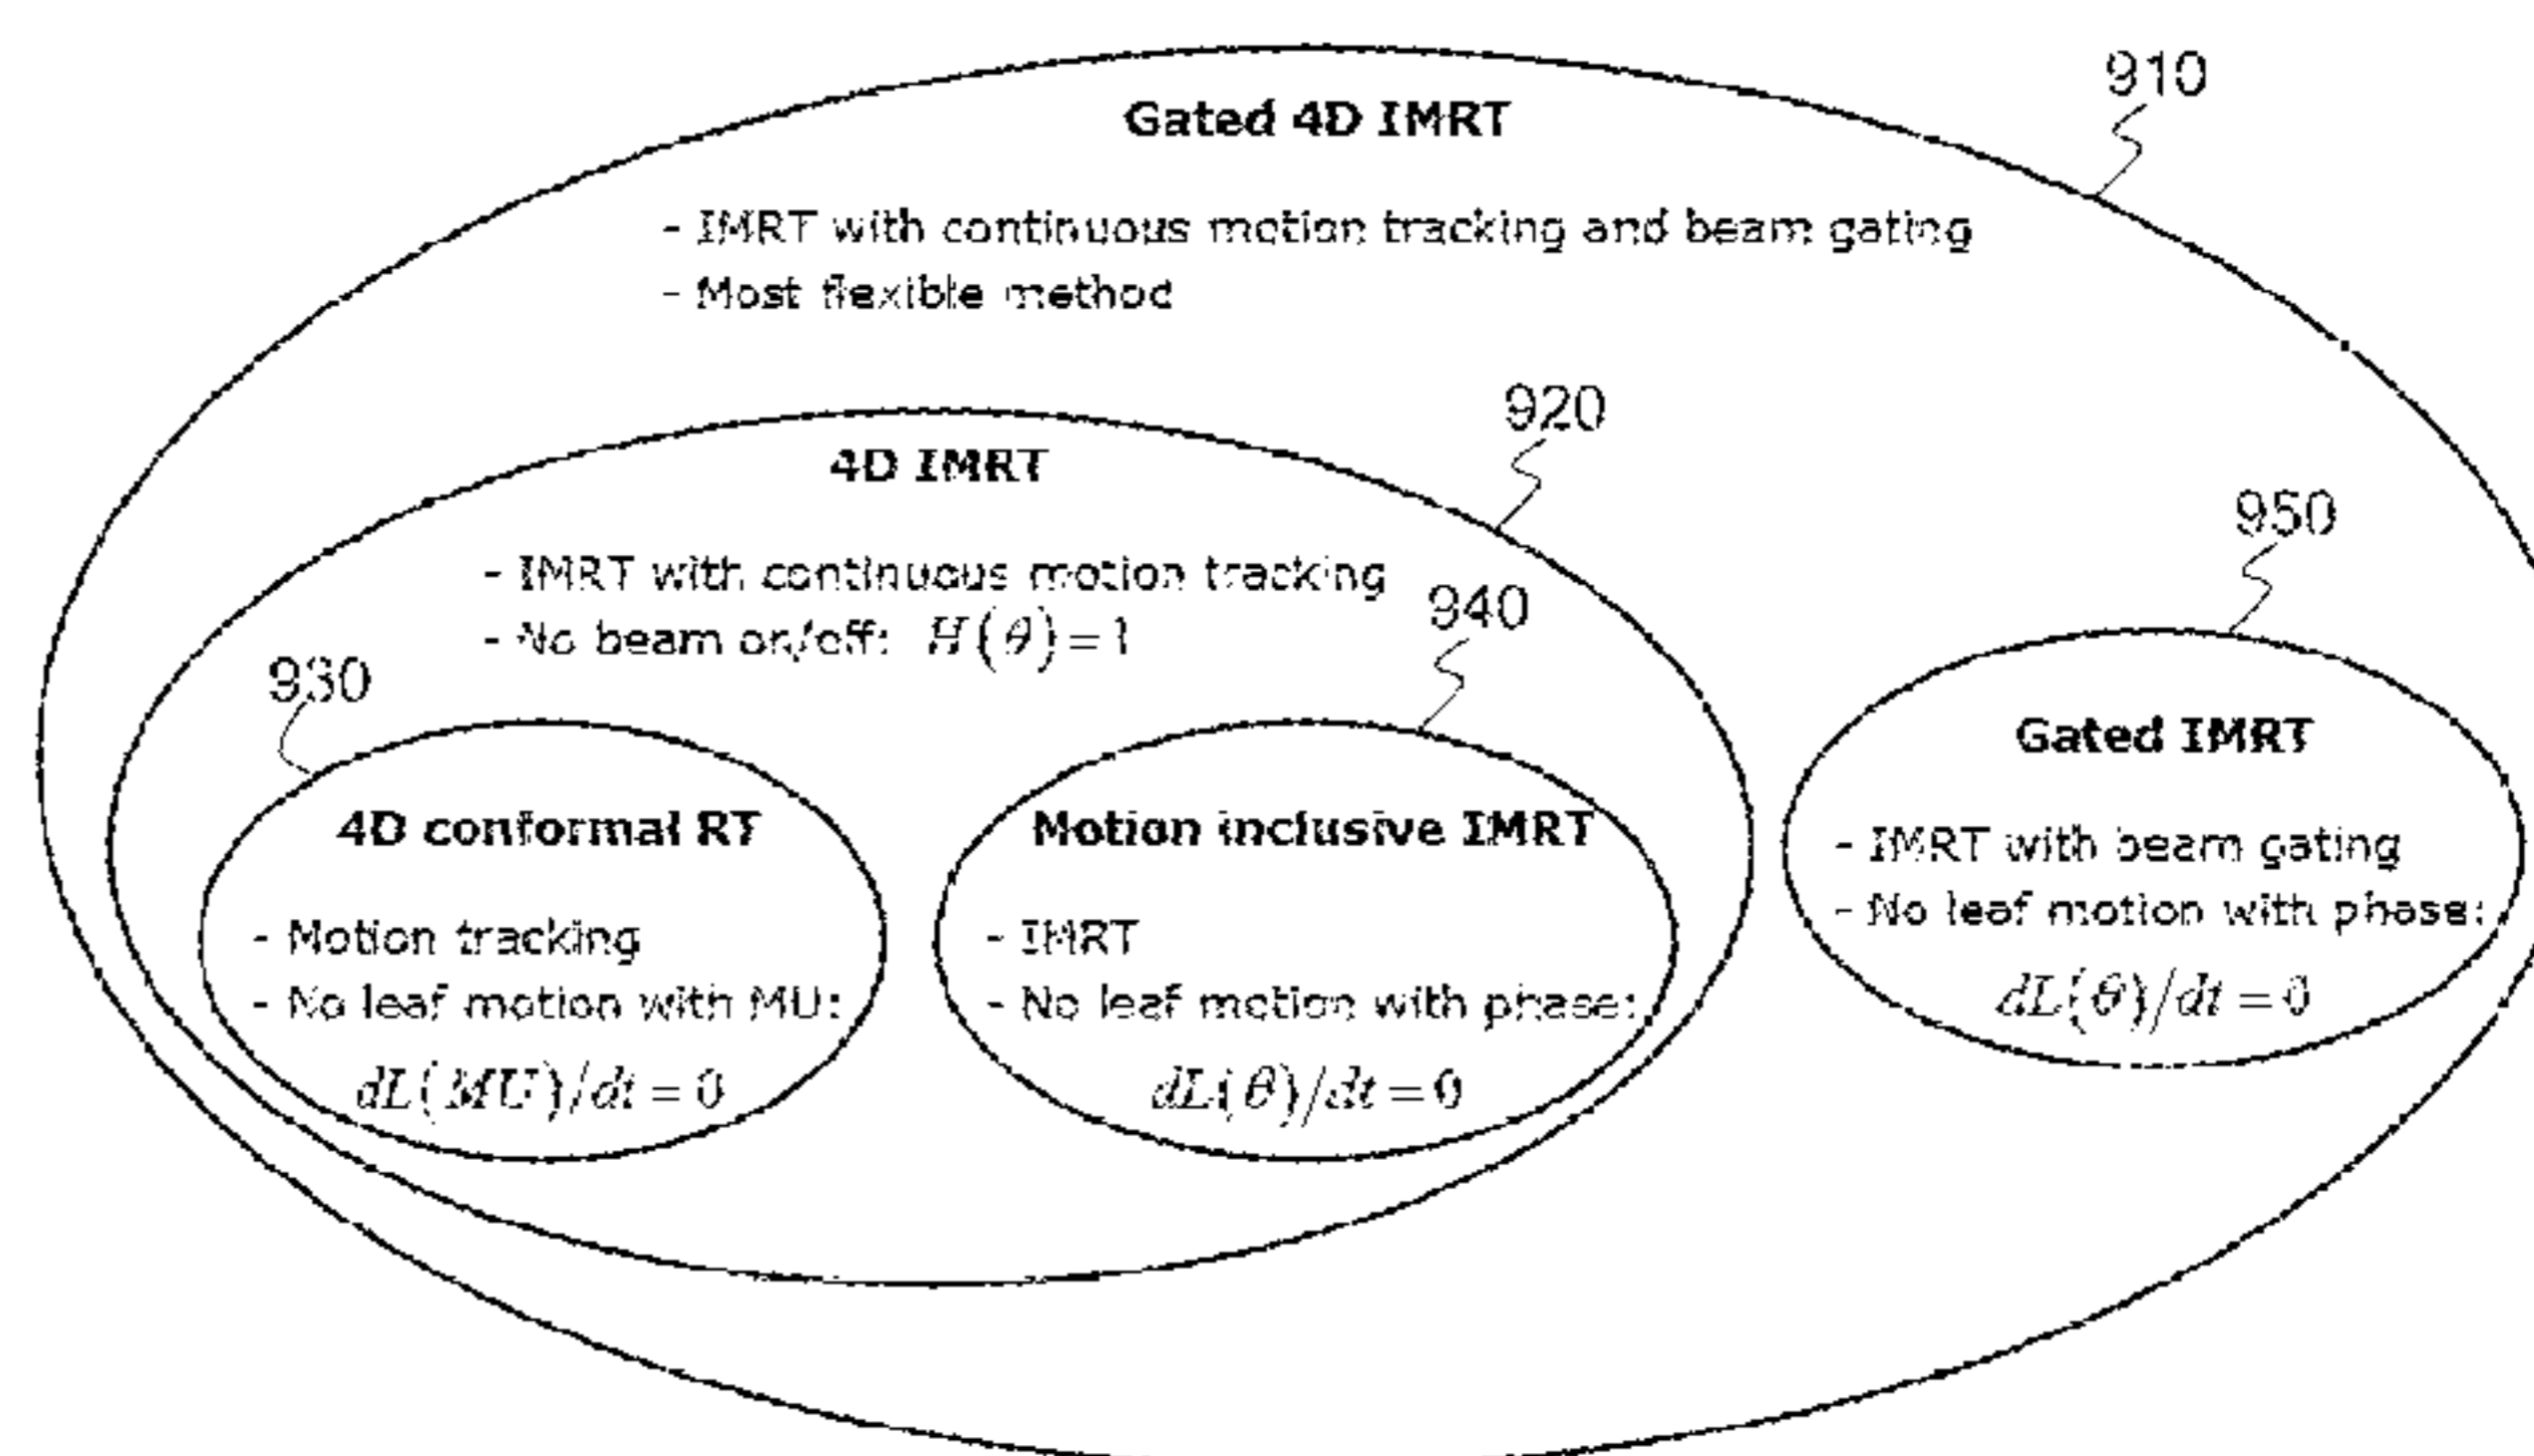 910
Gated 4D IMRT
- IMRT with continuous motion tracking and beam gating
- Most flexible method
920
4D IMRT
- IMRT with continuous motion tracking
- No beam on/off: H(θ)=1
930
4D conformal RT
- Motion tracking
- No leaf motion with MU:
dL(MU)/dt = 0
940
Motion inclusive IMRT
- IMRT
- No leaf motion with phase:
dL(θ)/dt = 0
950
Gated IMRT
- IMRT with beam gating
- No leaf motion with phase:
dL(θ)/dt = 0